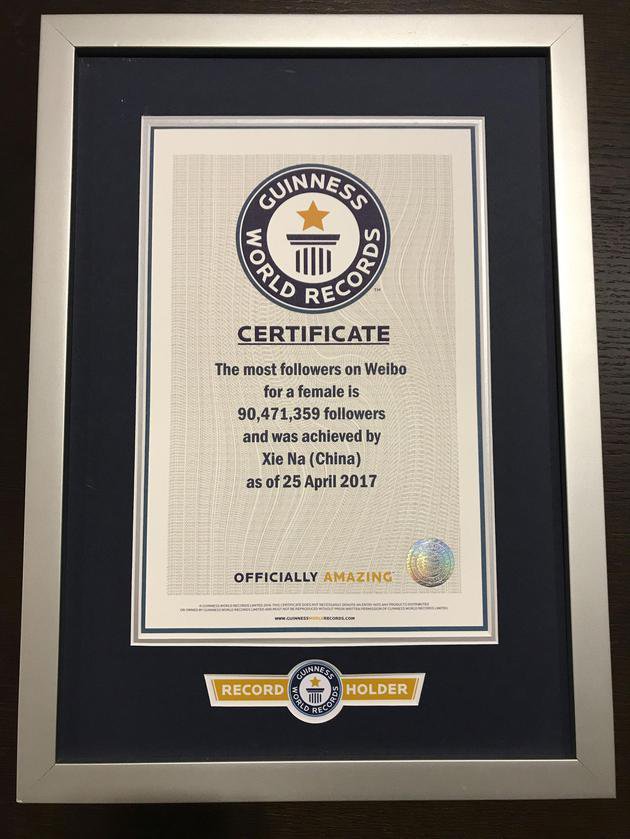 GUINNESS
WORLD RECORDS
™
CERTIFICATE
The most followers on Weibo
for a female is
90,471,359 followers
and was achieved by
Xie Na (China)
as of 25 April 2017
OFFICIALLY AMAZING
WWW.GUINNESSWORLDRECORDS.COM
RECORD HOLDER
GUINNESS
WORLD RECORDS